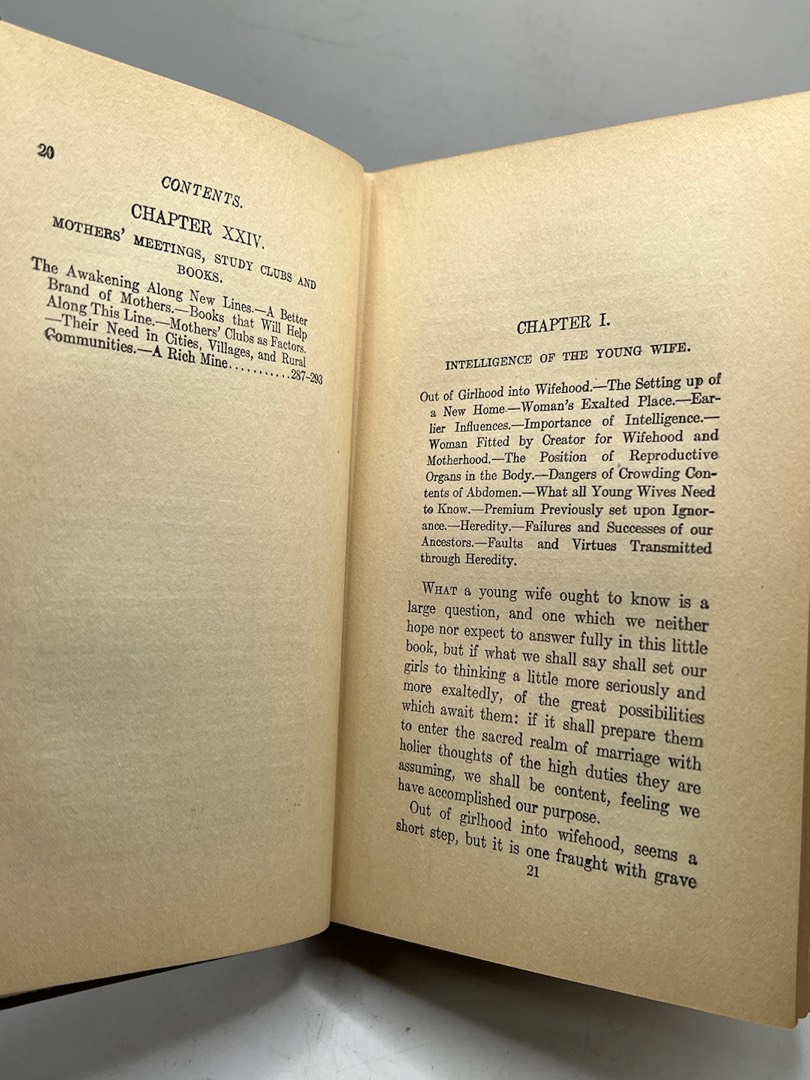 20
CONTENTS.
CHAPTER XXIV.
MOTHERS' MEETINGS, STUDY CLUBS AND
BOOKS.
The Awakening Along New Lines.—A Better
Brand of Mothers.—Books that Will Help
Along This Line.—Mothers' Clubs as Factors.
—Their Need in Cities, Villages, and Rural
Communities.—A Rich Mine...........287-293
CHAPTER I.
INTELLIGENCE OF THE YOUNG WIFE.
Out of Girlhood into Wifehood.—The Setting up of
a New Home.—Woman's Exalted Place.—Ear-
lier Influences.—Importance of Intelligence.—
Woman Fitted by Creator for Wifehood and
Motherhood.—The Position of Reproductive
Organs in the Body.—Dangers of Crowding Con-
tents of Abdomen.—What all Young Wives Need
to Know.—Premium Previously set upon Ignor-
ance.—Heredity.—Failures and Successes of our
Ancestors.—Faults and Virtues Transmitted
through Heredity.
WHAT a young wife ought to know is a
large question, and one which we neither
hope nor expect to answer fully in this little
book, but if what we shall say shall set our
girls to thinking a little more seriously and
more exaltedly, of the great possibilities
which await them: if it shall prepare them
to enter the sacred realm of marriage with
holier thoughts of the high duties they are
assuming, we shall be content, feeling we
have accomplished our purpose.
Out of girlhood into wifehood, seems a
short step, but it is one fraught with grave
21